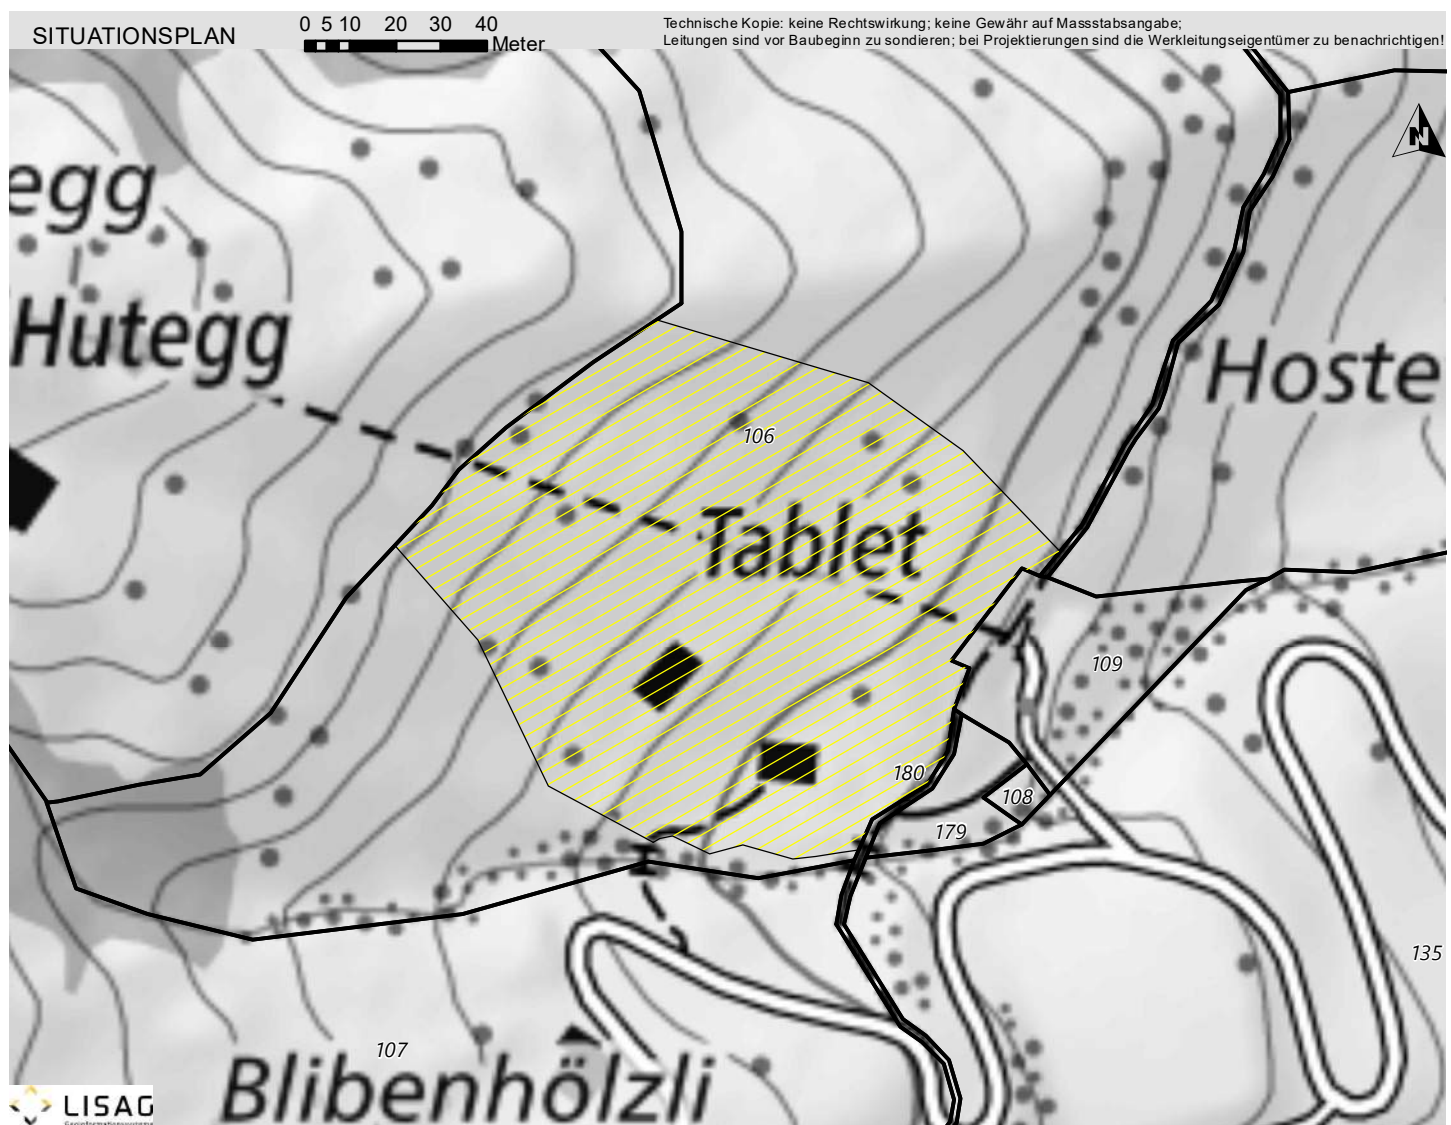 SITUATIONSPLAN
0 5 10 20 30 40
Meter
Technische Kopie: keine Rechtswirkung; keine Gewähr auf Massstabsangabe;
Leitungen sind vor Baubeginn zu sondieren; bei Projektierungen sind die Werkleitungseigentümer zu benachrichtigen!
N
egg
Hutegg
Hoste
106
Tablet
109
180
108
179
135
107
Blibenhölzli
LISAG